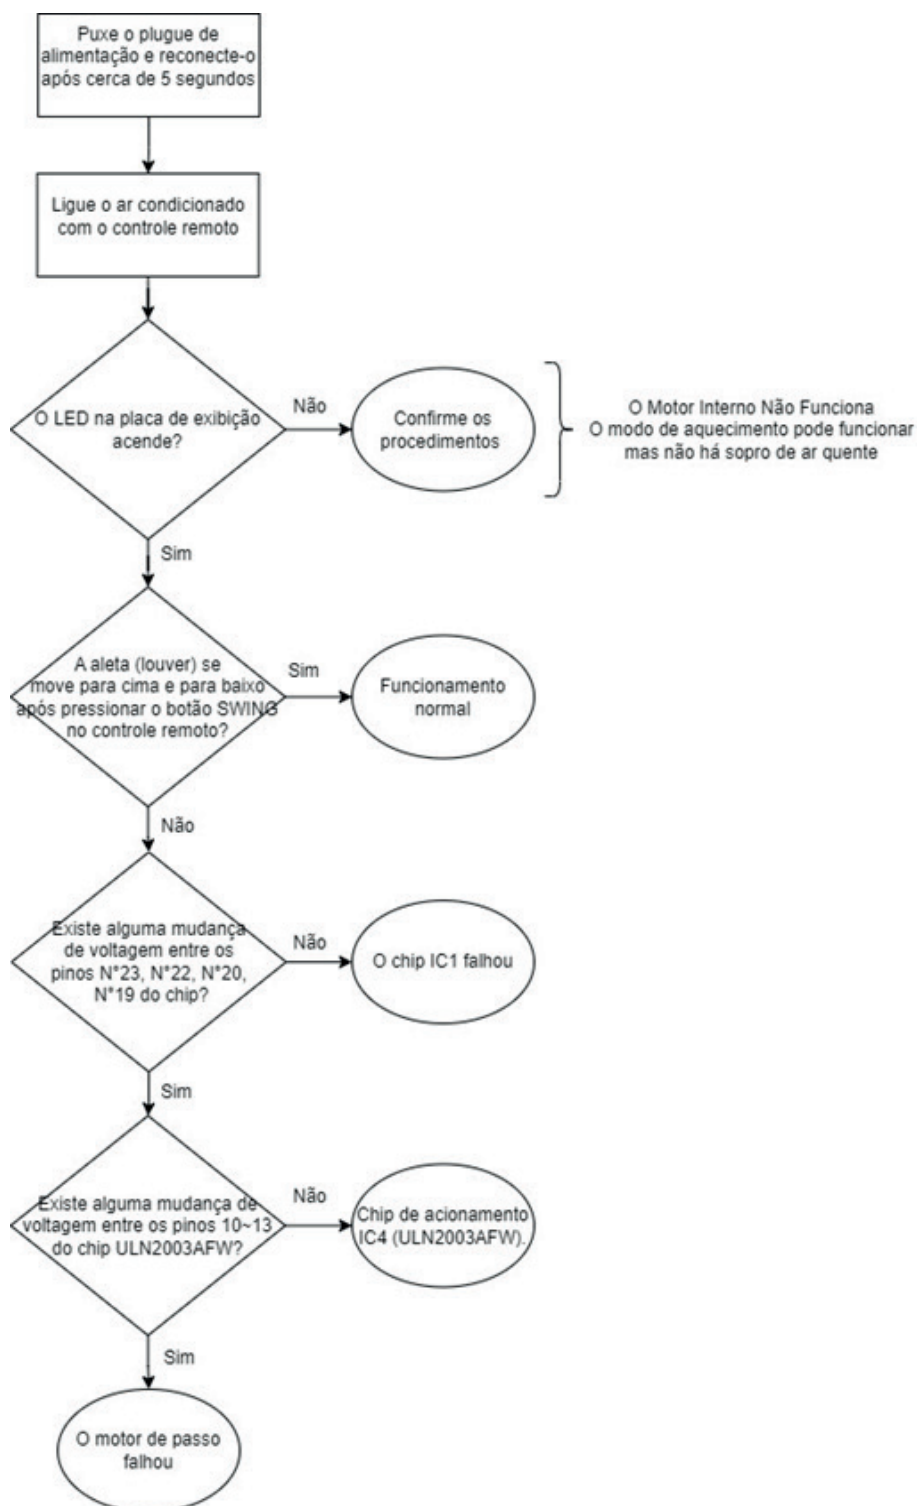 Puxe o plugue de
alimentação e reconecte-o
após cerca de 5 segundos
Ligue o ar condicionado
com o controle remoto
O LED na placa de exibição
acende?
Não
Confirme os
procedimentos
O Motor Interno Não Funciona
O modo de aquecimento pode funcionar
mas não há sopro de ar quente
Sim
A aleta (louver) se
move para cima e para baixo
após pressionar o botão SWING
no controle remoto?
Sim
Funcionamento
normal
Não
Existe alguma mudança
de voltagem entre os
pinos N°23, N°22, N°20,
N°19 do chip?
Não
O chip IC1 falhou
Sim
Existe alguma mudança de
voltagem entre os pinos 10~13
do chip ULN2003AFW?
Não
Chip de acionamento
IC4 (ULN2003AFW).
Sim
O motor de passo
falhou